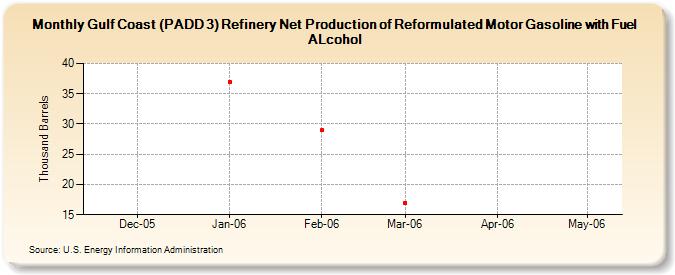 Monthly Gulf Coast (PADD 3) Refinery Net Production of Reformulated Motor Gasoline with Fuel
ALcohol
Thousand Barrels
40
35
30
25
20
15
Dec-05 Jan-06 Feb-06 Mar-06 Apr-06 May-06
Source: U.S. Energy Information Administration